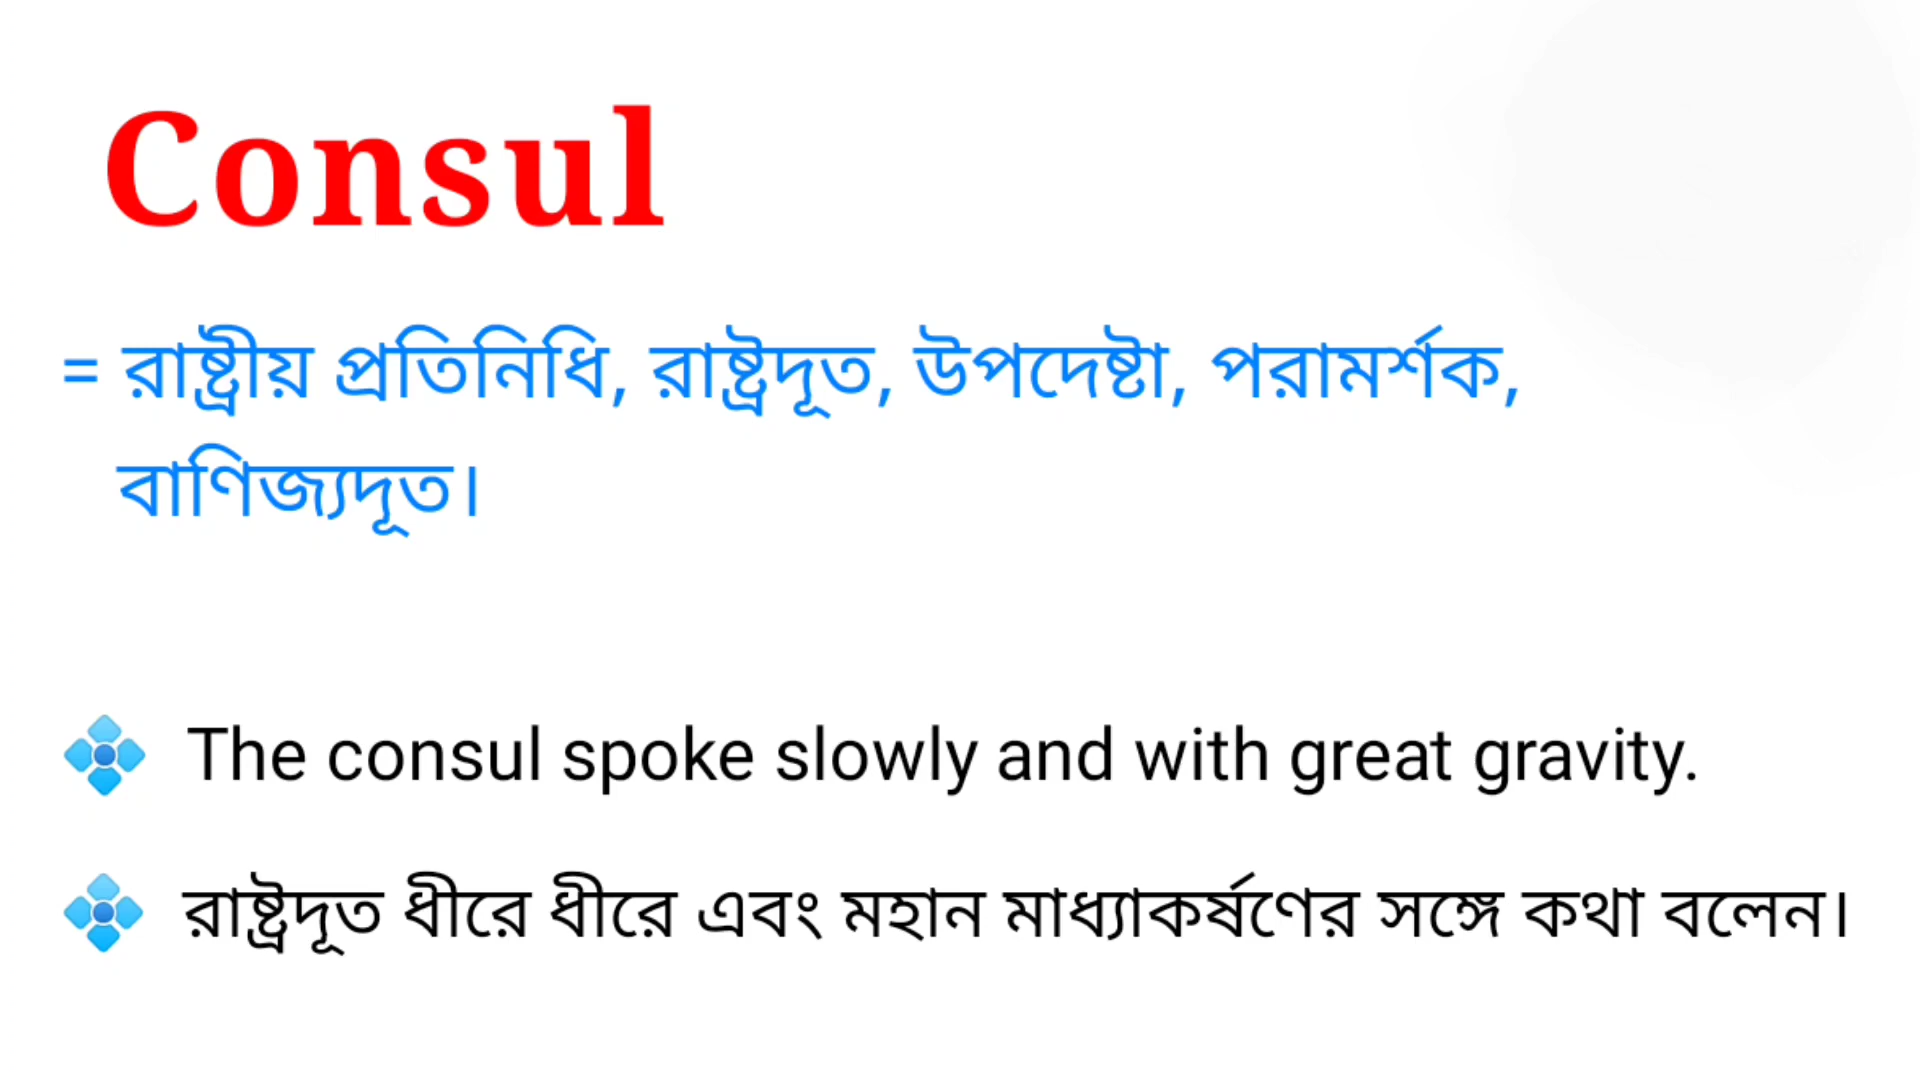 Consul
= রাষ্ট্রীয় প্রতিনিধি, রাষ্ট্রদূত, উপদেষ্টা, পরামর্শক,
বাণিজ্যদূত।
The consul spoke slowly and with great gravity.
রাষ্ট্রদূত ধীরে ধীরে এবং মহান মাধ্যাকর্ষণের সঙ্গে কথা বলেন।